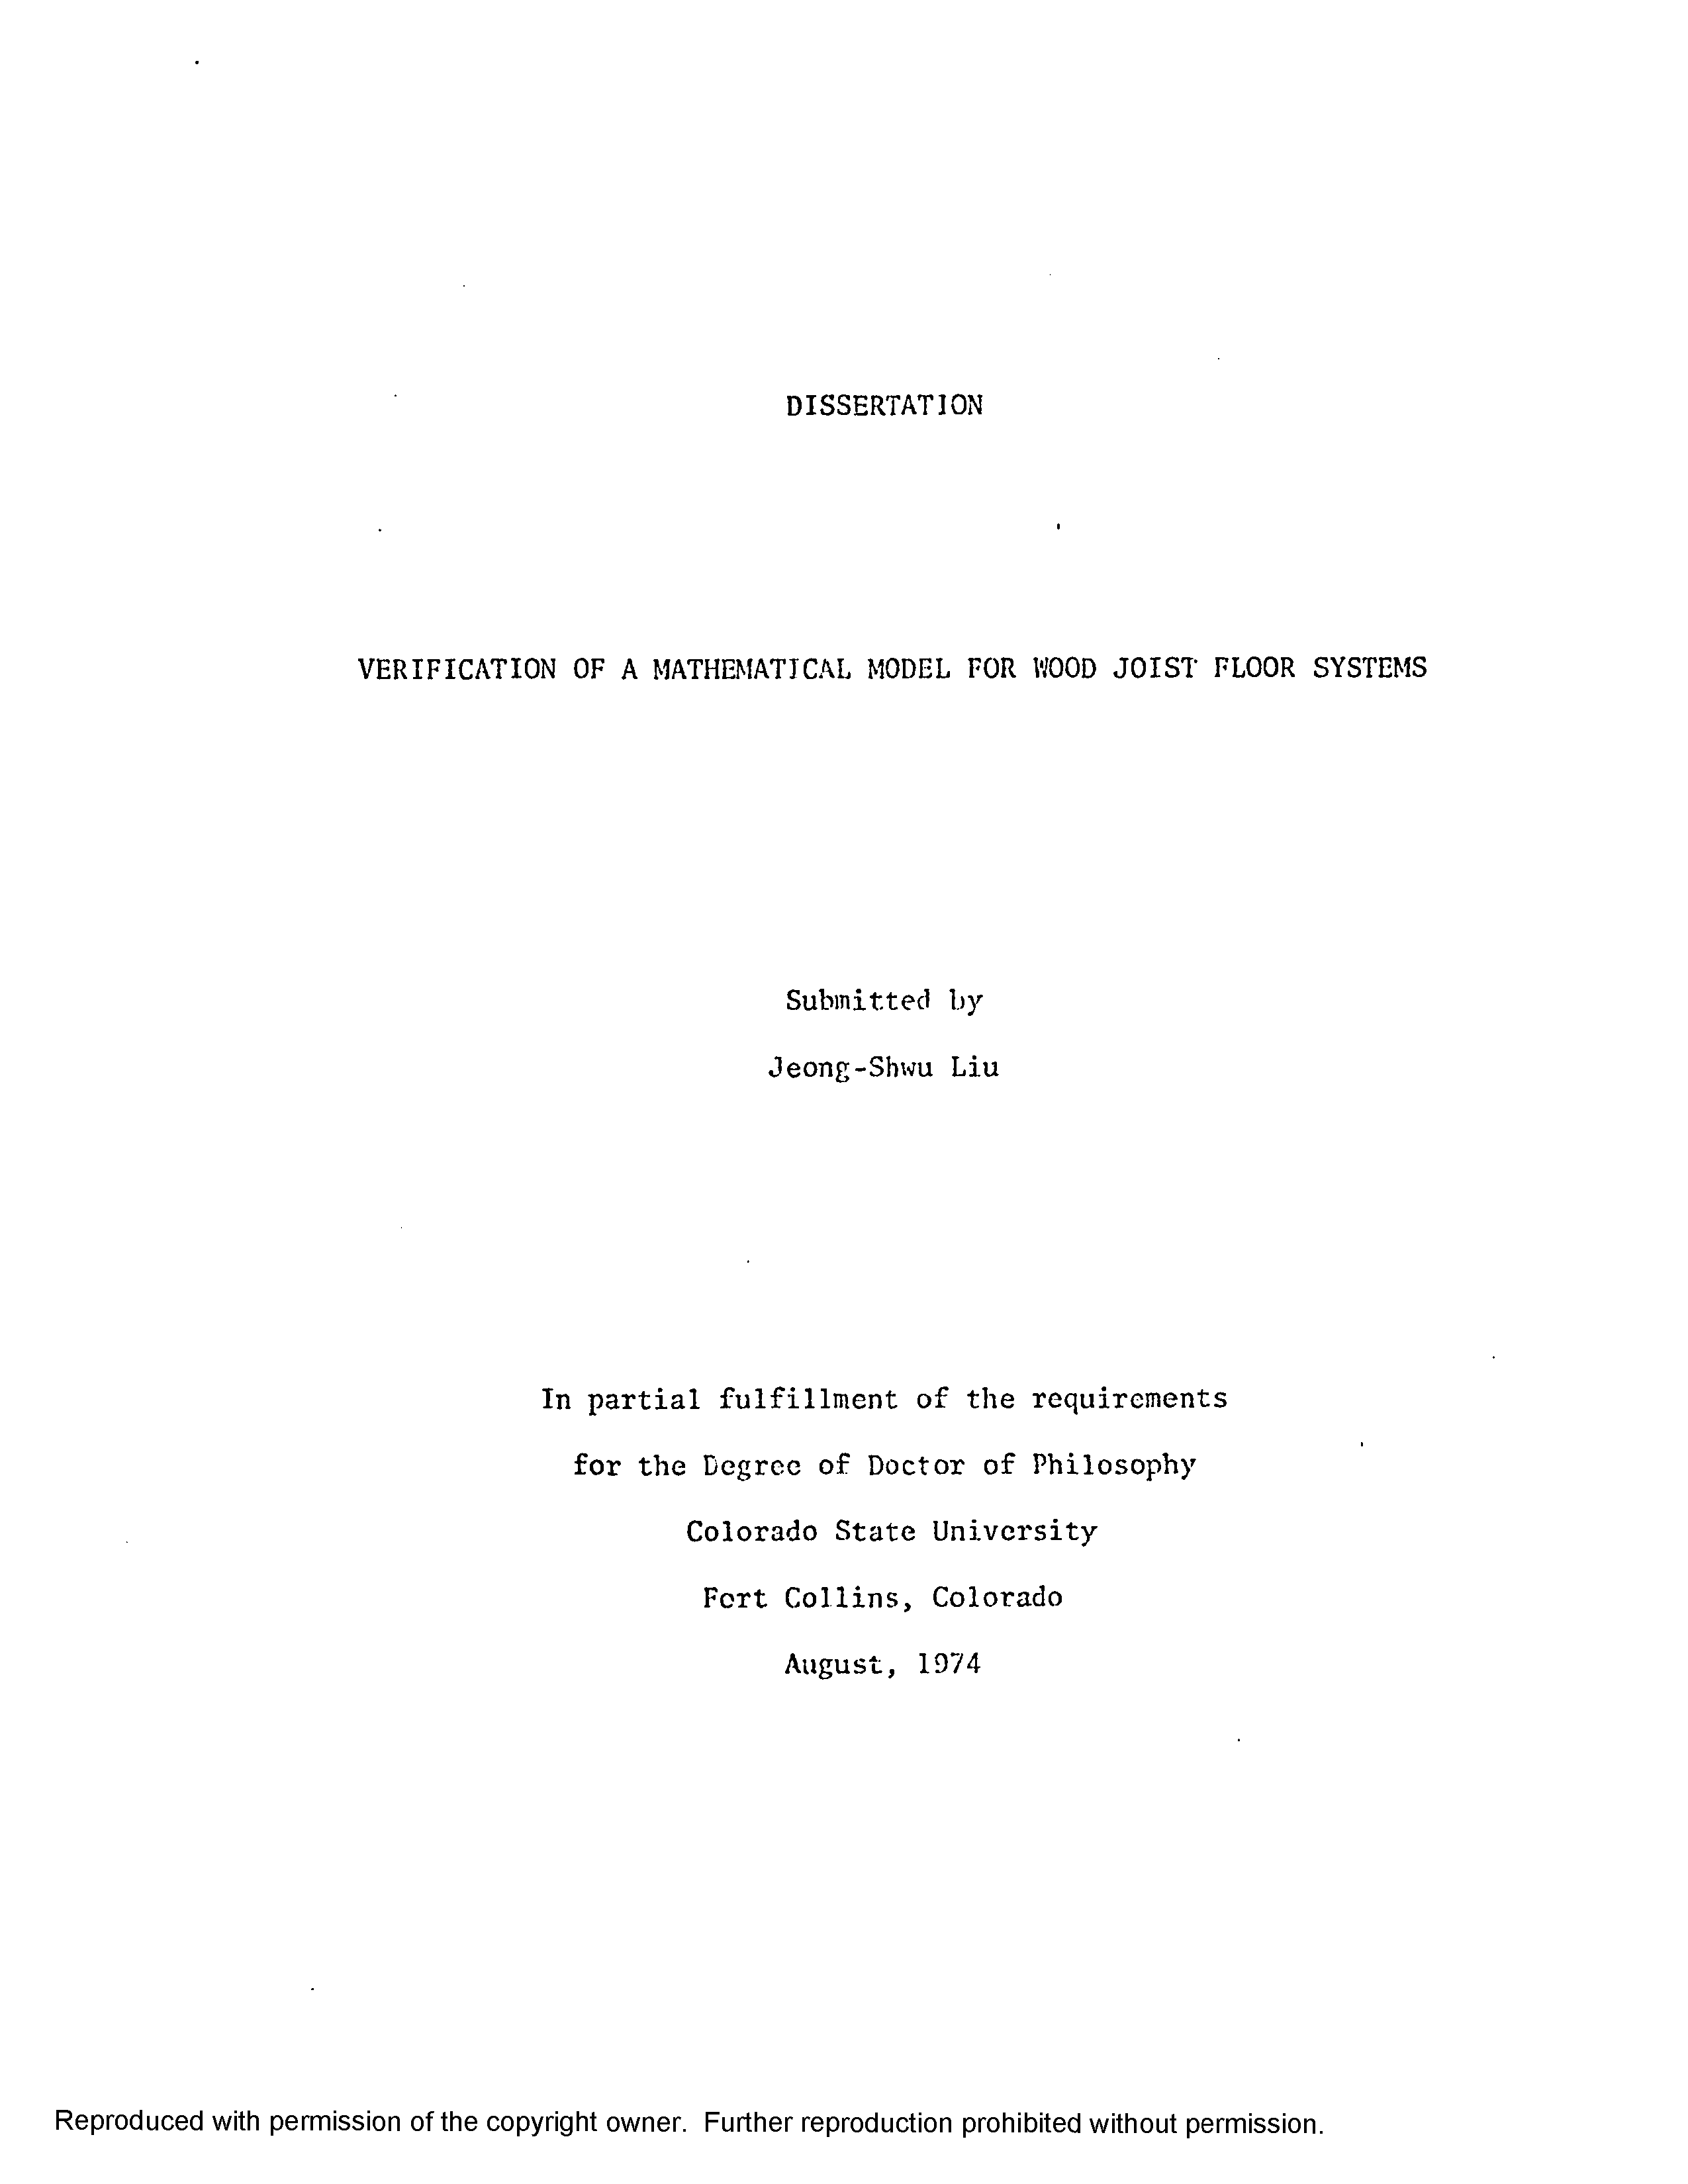 DISSERTATION
VERIFICATION OF A MATHEMATICAL MODEL FOR WOOD JOIST FLOOR SYSTEMS
Submitted by
Jeong-Shwu Liu
In partial fulfillment of the requirements
for the Degree of Doctor of Philosophy
Colorado State University
Fort Collins, Colorado
August, 1974
Reproduced with permission of the copyright owner. Further reproduction prohibited without permission.